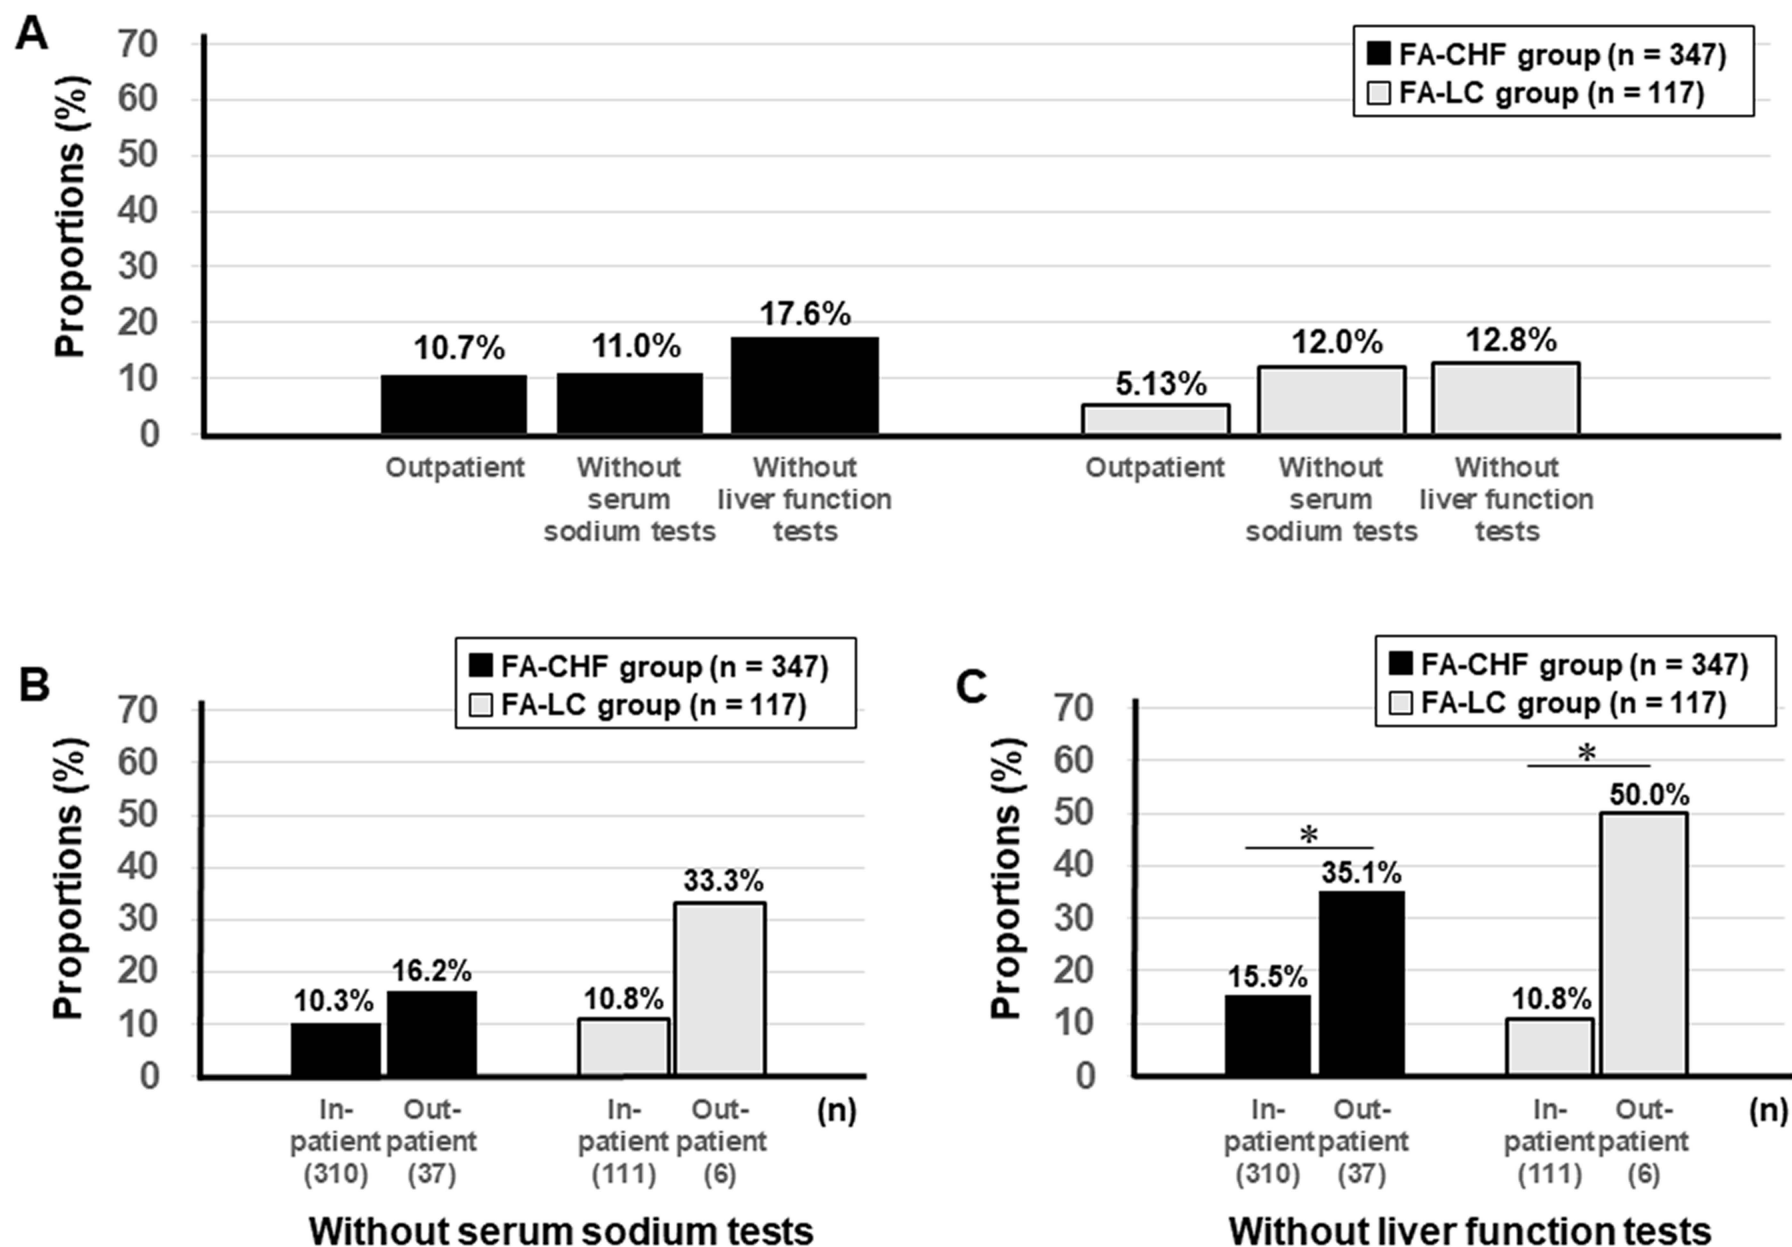 A
Proportions (%)
70
60
50
40
30
20
10
0
FA-CHF group (n = 347)
FA-LC group (n = 117)
10.7%
11.0%
17.6%
5.13%
12.0%
12.8%
Outpatient
Without
serum
sodium tests
Without
liver function
tests
Outpatient
Without
serum
sodium tests
Without
liver function
tests
B
Proportions (%)
70
60
50
40
30
20
10
0
FA-CHF group (n = 347)
FA-LC group (n = 117)
10.3%
16.2%
10.8%
33.3%
In-
patient
(310)
Out-
patient
(37)
In-
patient
(111)
Out-
patient
(6)
(n)
Without serum sodium tests
C
Proportions (%)
70
60
50
40
30
20
10
0
FA-CHF group (n = 347)
FA-LC group (n = 117)
*
*
15.5%
35.1%
10.8%
50.0%
In-
patient
(310)
Out-
patient
(37)
In-
patient
(111)
Out-
patient
(6)
(n)
Without liver function tests